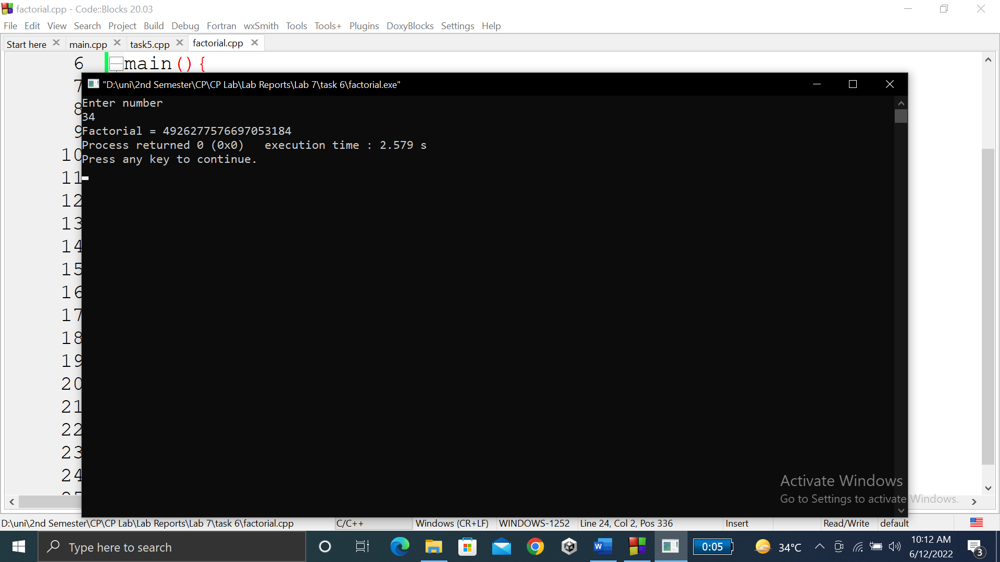 factorial.cpp - Code::Blocks 20.03
File Edit View Search Project Build Debug Fortran wxSmith Tools Tools+ Plugins DoxyBlocks Settings Help
Start here main.cpp task5.cpp factorial.cpp
6 main(){
"D:\uni\2nd Semester\CP\CP Lab\Lab Reports\Lab 7\task 6\factorial.exe"
7
Enter number
8
34
9
Factorial = 4926277576697053184
Process returned 0 (0x0)   execution time : 2.579 s
10
Press any key to continue.
11
12
13
14
15
16
17
18
19
20
21
22
23
24
Activate Windows
Go to Settings to activate Windows.
D:\uni\2nd Semester\CP\CP Lab\Lab Reports\Lab 7\task 6\factorial.cpp C/C++ Windows (CR+LF) WINDOWS-1252 Line 24, Col 2, Pos 336 Insert Read/Write default
Type here to search 0:05 34°C 10:12 AM
6/12/2022 3